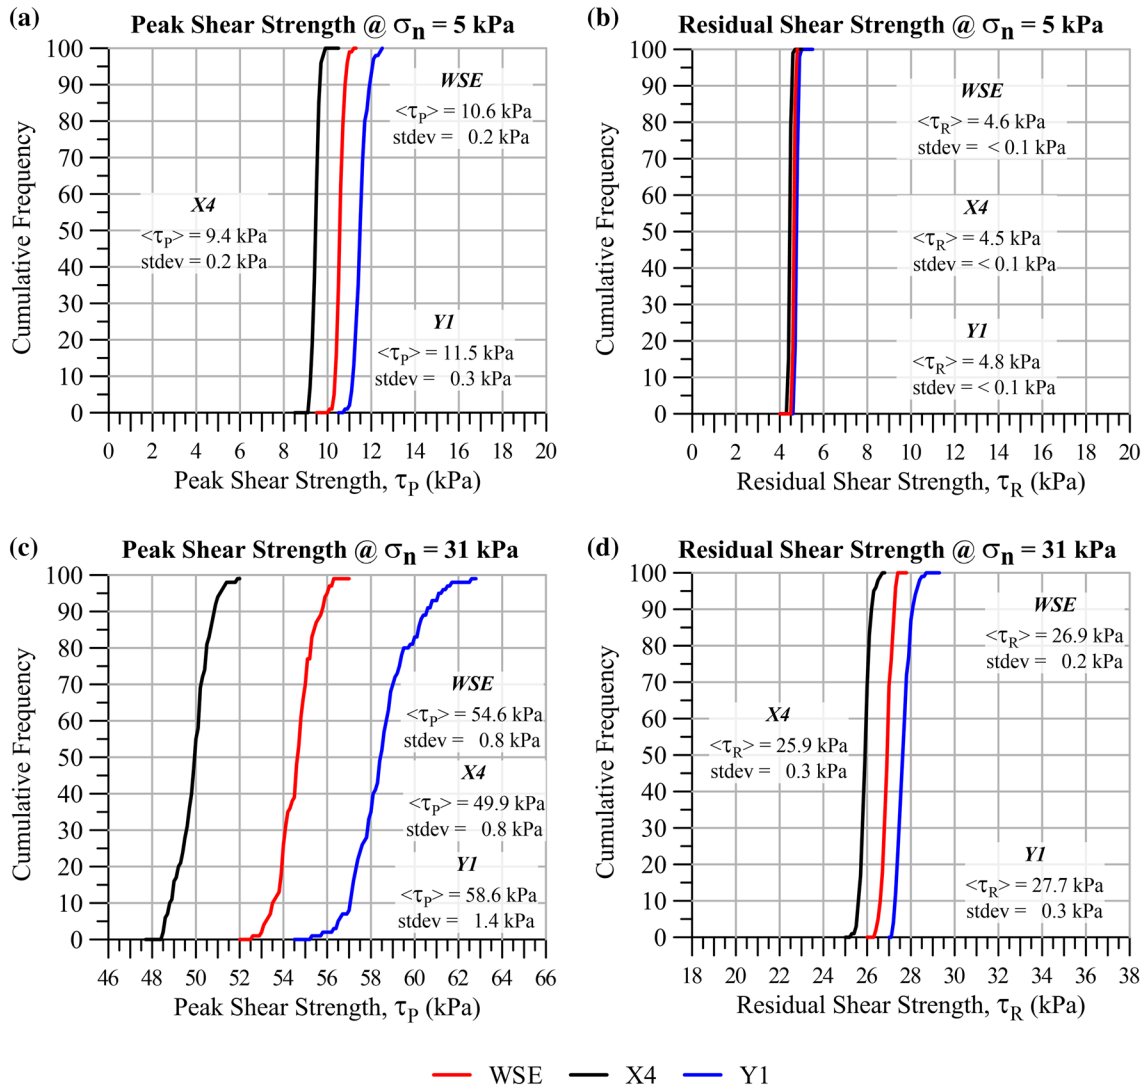 (a) Peak Shear Strength @ σn = 5 kPa
100
90
80
70
60
50
40
30
20
10
0
Cumulative Frequency
WSE
<τP> = 10.6 kPa
stdev = 0.2 kPa
X4
<τP> = 9.4 kPa
stdev = 0.2 kPa
Y1
<τP> = 11.5 kPa
stdev = 0.3 kPa
0 2 4 6 8 10 12 14 16 18 20
Peak Shear Strength, τP (kPa)
(b) Residual Shear Strength @ σn = 5 kPa
100
90
80
70
60
50
40
30
20
10
0
Cumulative Frequency
WSE
<τR> = 4.6 kPa
stdev = < 0.1 kPa
X4
<τR> = 4.5 kPa
stdev = < 0.1 kPa
Y1
<τR> = 4.8 kPa
stdev = < 0.1 kPa
0 2 4 6 8 10 12 14 16 18 20
Residual Shear Strength, τR (kPa)
(c) Peak Shear Strength @ σn = 31 kPa
100
90
80
70
60
50
40
30
20
10
0
Cumulative Frequency
WSE
<τP> = 54.6 kPa
stdev = 0.8 kPa
X4
<τP> = 49.9 kPa
stdev = 0.8 kPa
Y1
<τP> = 58.6 kPa
stdev = 1.4 kPa
46 48 50 52 54 56 58 60 62 64 66
Peak Shear Strength, τP (kPa)
(d) Residual Shear Strength @ σn = 31 kPa
100
90
80
70
60
50
40
30
20
10
0
Cumulative Frequency
WSE
<τR> = 26.9 kPa
stdev = 0.2 kPa
X4
<τR> = 25.9 kPa
stdev = 0.3 kPa
Y1
<τR> = 27.7 kPa
stdev = 0.3 kPa
18 20 22 24 26 28 30 32 34 36 38
Residual Shear Strength, τR (kPa)
WSE X4 Y1